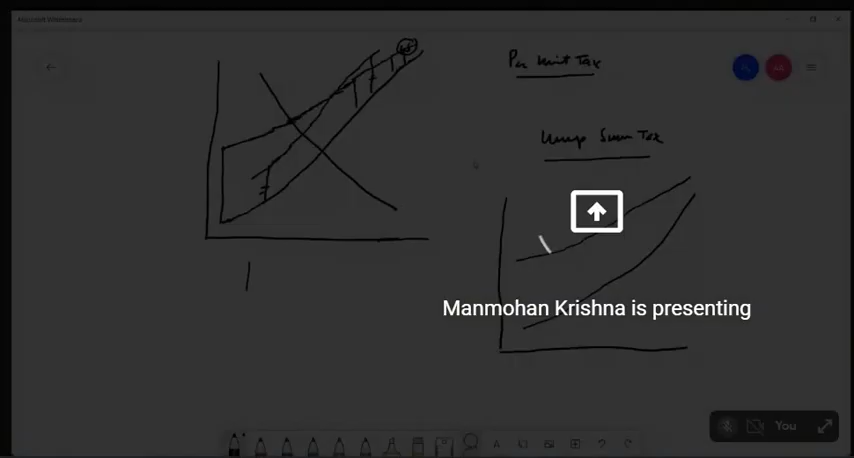 Microsoft Whiteboard
Per Unit Tax
Lump Sum Tax
Manmohan Krishna is presenting
You
A